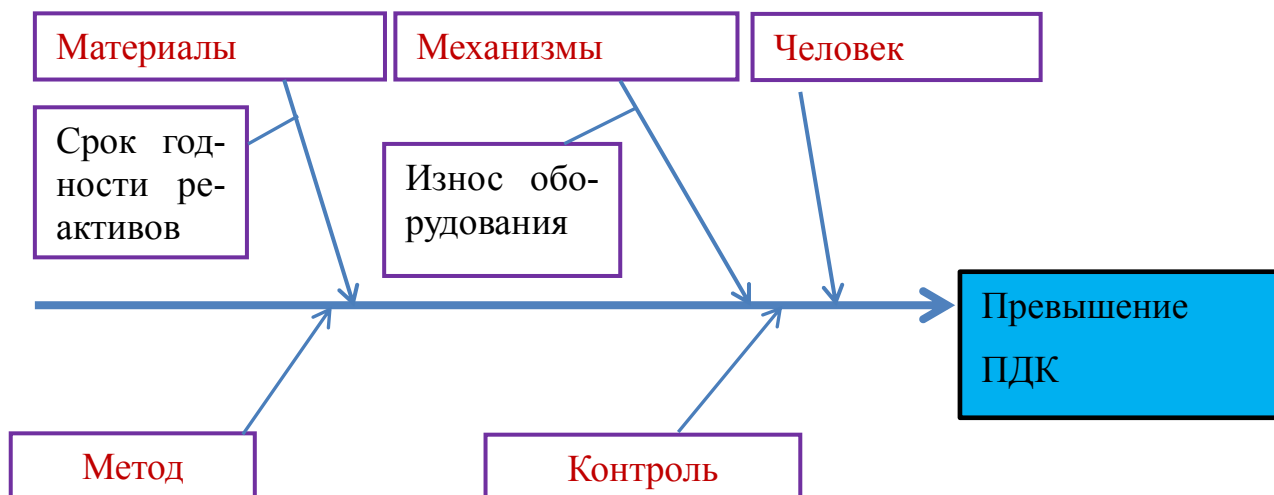 Материалы
Механизмы
Человек
Срок год-
ности ре-
активов
Износ обо-
рудования
Превышение
ПДК
Метод
Контроль